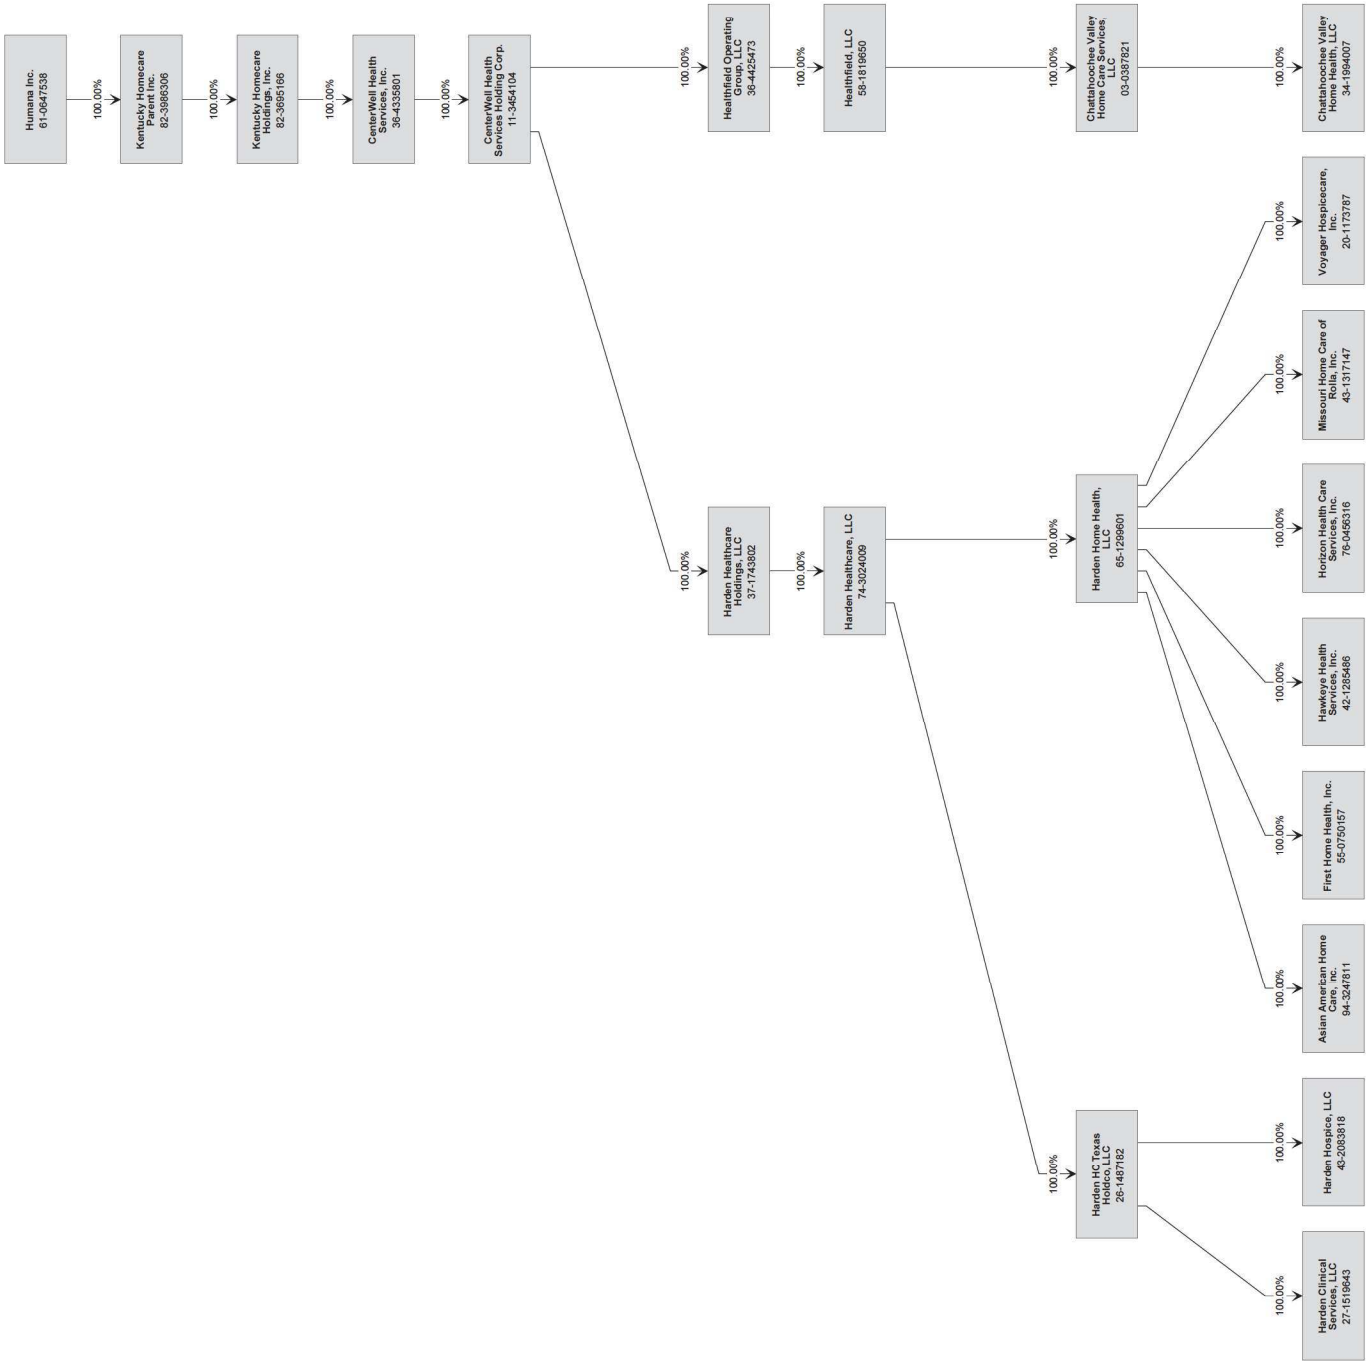 Humana Inc.
61-0647538
100.00%
Kentucky Homecare
Parent Inc.
82-3986306
100.00%
Kentucky Homecare
Holdings, Inc.
82-3695166
100.00%
CenterWell Health
Services, Inc.
36-4335801
100.00%
CenterWell Health
Services Holding Corp.
11-3454104
100.00%
100.00%
Harden Healthcare
Holdings, LLC
37-1743802
Healthfield Operating
Group, LLC
36-4425473
100.00%
100.00%
Harden Healthcare, LLC
74-3024009
Healthfield, LLC
58-1819650
100.00%
100.00%
100.00%
Harden HC Texas
Holdco, LLC
26-1487182
Harden Home Health,
LLC
65-1299601
Chattahoochee Valley
Home Care Services,
LLC
03-0387821
100.00%
100.00%
100.00%
100.00%
100.00%
100.00%
100.00%
100.00%
100.00%
Harden Clinical
Services, LLC
27-1519643
Harden Hospice, LLC
43-2083818
Asian American Home
Care, Inc.
94-3247811
First Home Health, Inc.
55-0750157
Hawkeye Health
Services, Inc.
42-1285486
Horizon Health Care
Services, Inc.
76-0456316
Missouri Home Care of
Rolla, Inc.
43-1317147
Voyager Hospicecare,
Inc.
20-1173787
Chattahoochee Valley
Home Health, LLC
34-1994007